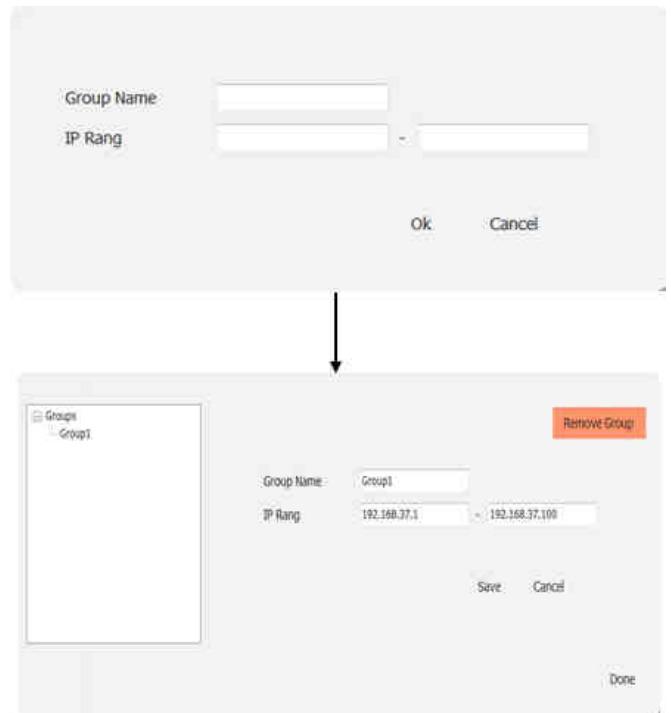 Group Name
IP Rang -
Ok Cancel
Groups
Group1
Remove Group
Group Name Group1
IP Rang 192.168.37.1 - 192.168.37.100
Save Cancel
Done